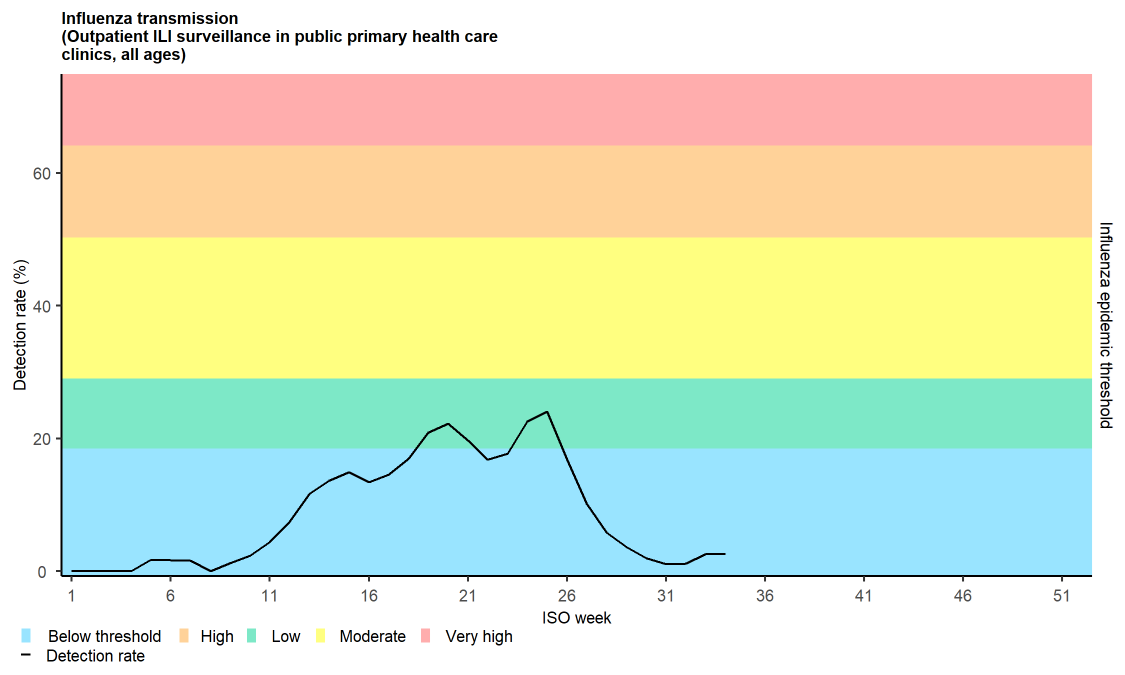 Influenza transmission
(Outpatient ILI surveillance in public primary health care
clinics, all ages)
Detection rate (%)
60
40
20
0
Influenza epidemic threshold
1 6 11 16 21 26 31 36 41 46 51
ISO week
Below threshold High Low Moderate Very high
Detection rate